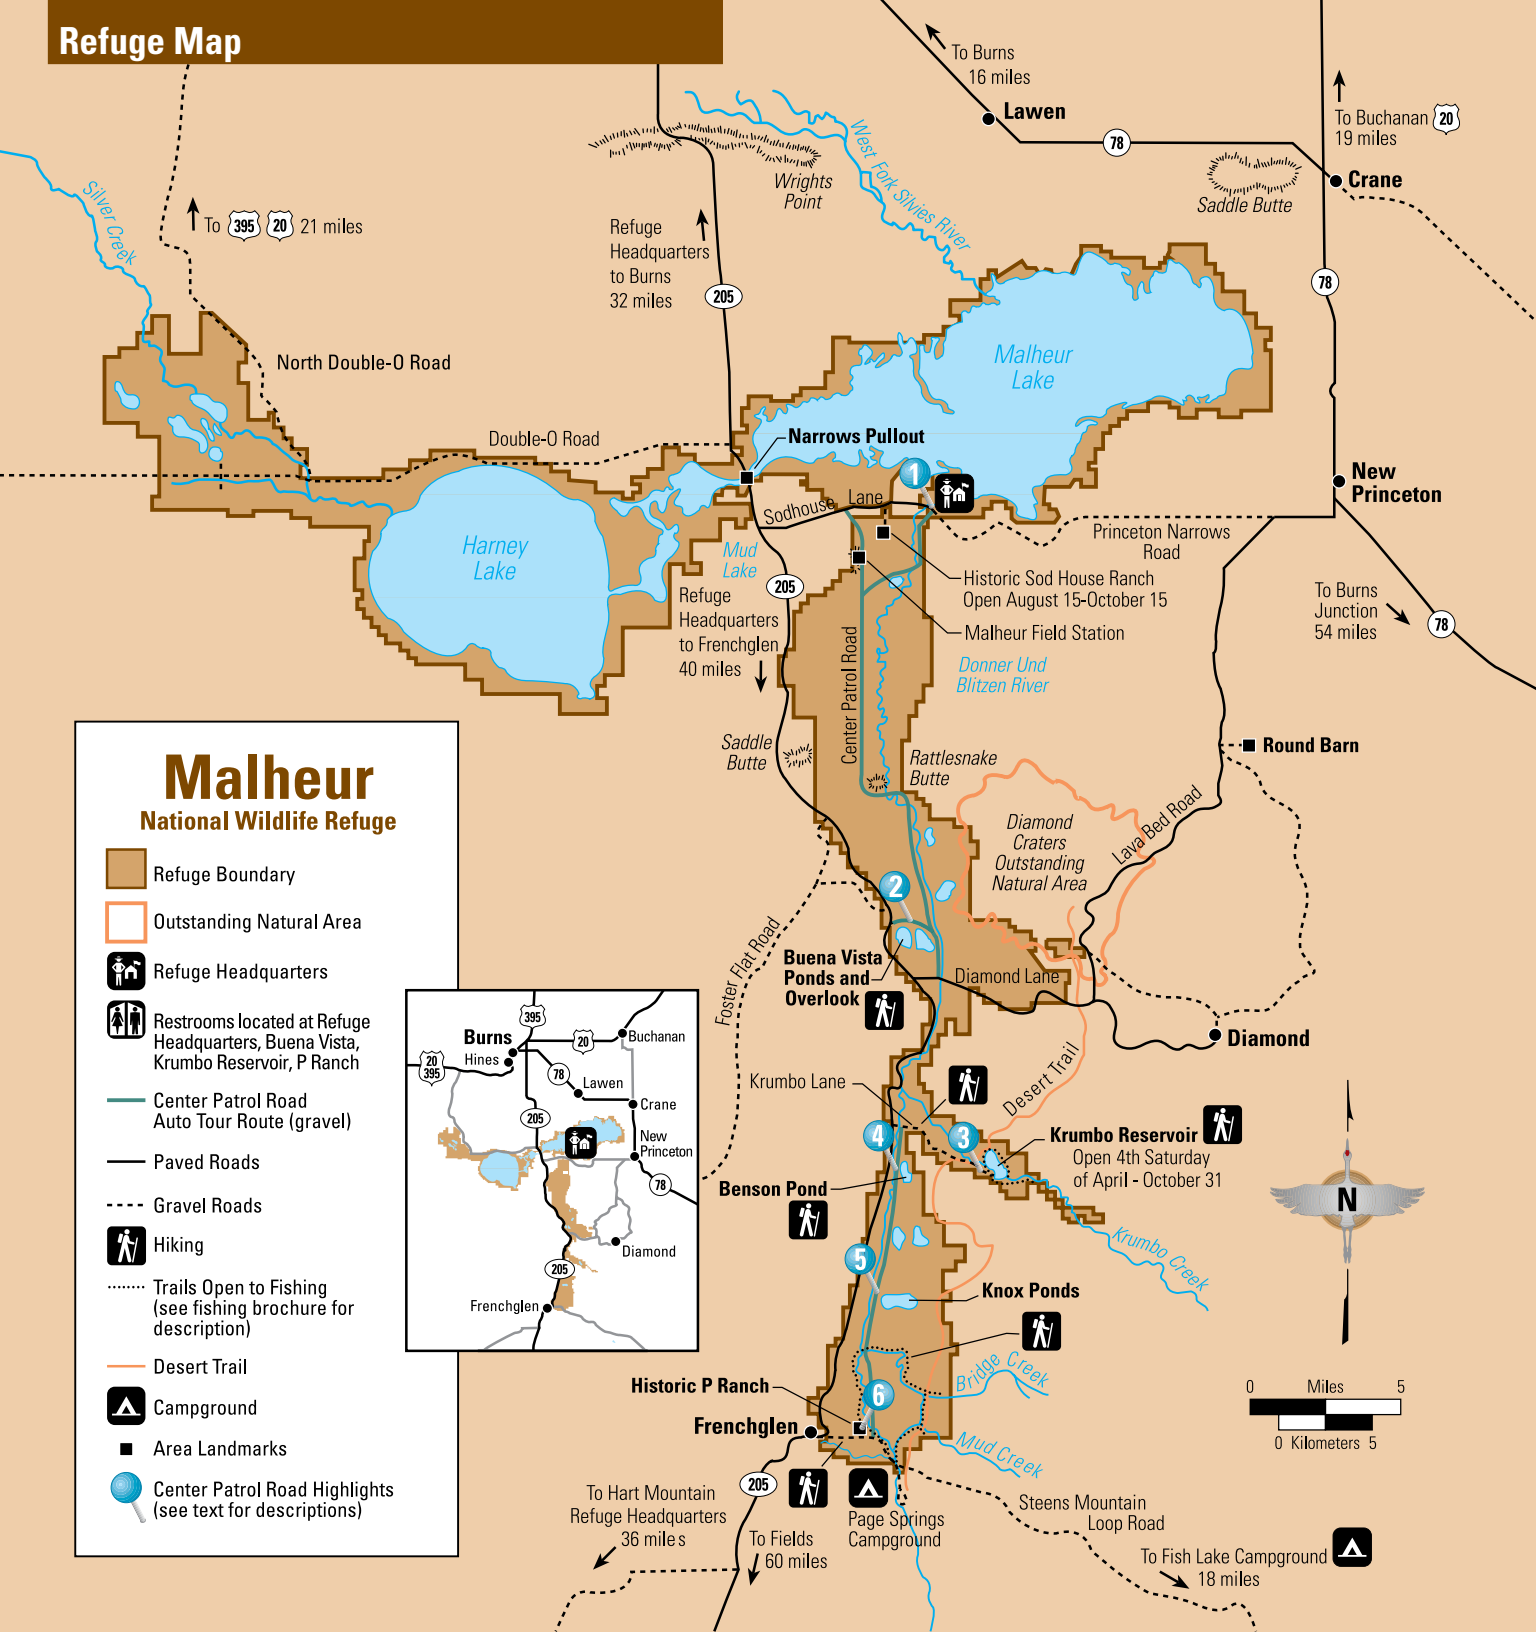 Refuge Map
To Burns
16 miles
Lawen
78
To Buchanan 20
19 miles
Crane
Saddle Butte
78
West Fork Silvies River
Wrights
Point
Silver Creek
To 395 20 21 miles
Refuge
Headquarters
to Burns
32 miles
205
North Double-O Road
Double-O Road
Malheur
Lake
Narrows Pullout
1
Sodhouse Lane
New
Princeton
Princeton Narrows
Road
Harney
Lake
Mud
Lake
205
Refuge
Headquarters
to Frenchglen
40 miles
Historic Sod House Ranch
Open August 15-October 15
Malheur Field Station
Donner Und
Blitzen River
To Burns
Junction
54 miles
78
Center Patrol Road
Saddle
Butte
Rattlesnake
Butte
Round Barn
Diamond
Craters
Outstanding
Natural Area
Lava Bed Road
2
Foster Flat Road
Buena Vista
Ponds and
Overlook
Diamond Lane
Diamond
Krumbo Lane
Desert Trail
4
3
Krumbo Reservoir
Open 4th Saturday
of April - October 31
Benson Pond
Krumbo Creek
5
Knox Ponds
Bridge Creek
Historic P Ranch
6
Frenchglen
Mud Creek
205
To Hart Mountain
Refuge Headquarters
36 miles
To Fields
60 miles
Page Springs
Campground
Steens Mountain
Loop Road
To Fish Lake Campground
18 miles
N
0 Miles 5
0 Kilometers 5
Malheur
National Wildlife Refuge
Refuge Boundary
Outstanding Natural Area
Refuge Headquarters
Restrooms located at Refuge
Headquarters, Buena Vista,
Krumbo Reservoir, P Ranch
Center Patrol Road
Auto Tour Route (gravel)
Paved Roads
Gravel Roads
Hiking
Trails Open to Fishing
(see fishing brochure for
description)
Desert Trail
Campground
Area Landmarks
Center Patrol Road Highlights
(see text for descriptions)
395
Burns
20
Buchanan
Hines
20
395
78
Lawen
Crane
205
New
Princeton
78
Diamond
205
Frenchglen